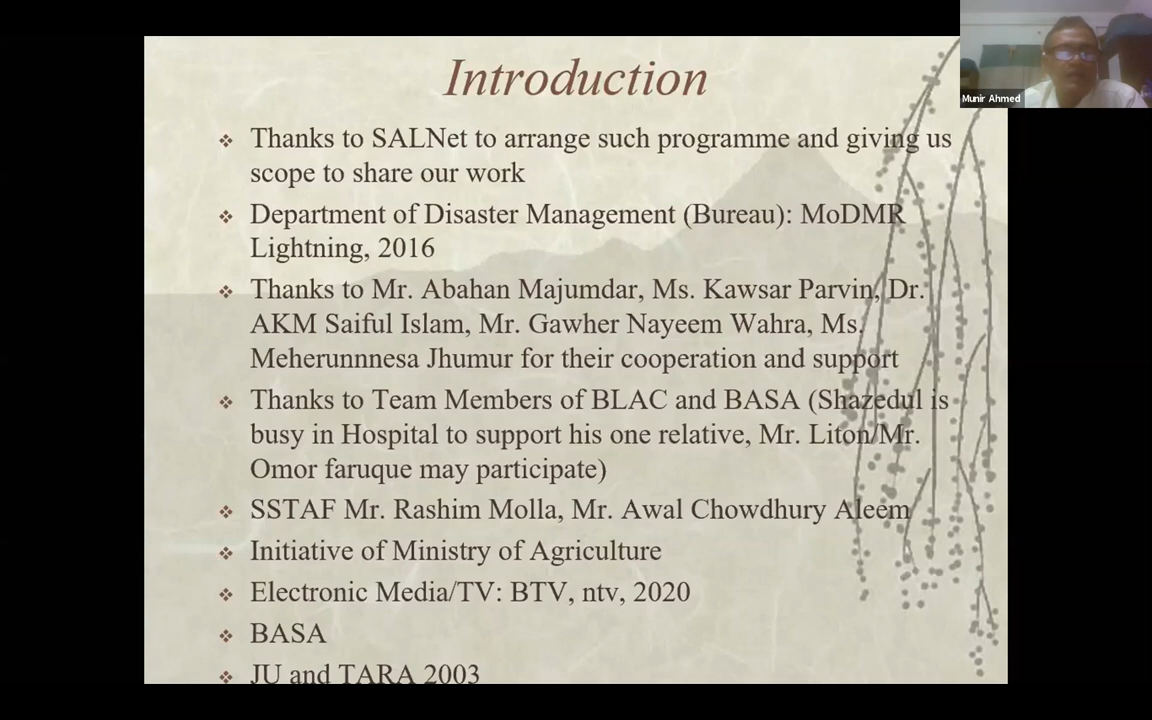 Introduction
Munir Ahmed
❖ Thanks to SALNet to arrange such programme and giving us
scope to share our work
❖ Department of Disaster Management (Bureau): MoDMR
Lightning, 2016
❖ Thanks to Mr. Abahan Majumdar, Ms. Kawsar Parvin, Dr.
AKM Saiful Islam, Mr. Gawher Nayeem Wahra, Ms.
Meherunnnesa Jhumur for their cooperation and support
❖ Thanks to Team Members of BLAC and BASA (Shazedul is
busy in Hospital to support his one relative, Mr. Liton/Mr.
Omor faruque may participate)
❖ SSTAF Mr. Rashim Molla, Mr. Awal Chowdhury Aleem
❖ Initiative of Ministry of Agriculture
❖ Electronic Media/TV: BTV, ntv, 2020
❖ BASA
❖ JU and TARA 2003